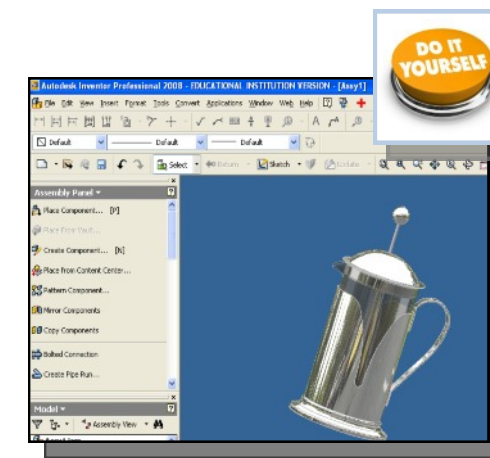 DO IT
YOURSELF
Autodesk Inventor Professional 2008 - EDUCATIONAL INSTITUTION VERSION - [Assy1]
File Edit View Insert Format Tools Convert Applications Window Web Help
Default Default Default
Select Return Sketch Update
Assembly Panel
Place Component... [P]
Place From Vault...
Create Component... [N]
Place from Content Center...
Pattern Component...
Mirror Components
Copy Components
Bolted Connection
Create Pipe Run...
Model
Assembly View